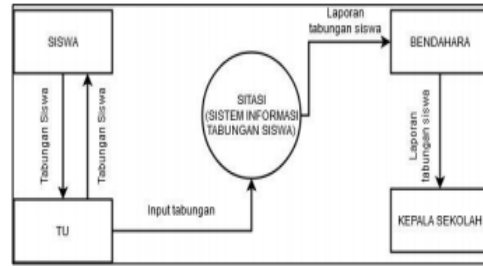 Laporan
tabungan siswa
SISWA
BENDAHARA
SITASI
(SISTEM INFORMASI
TABUNGAN SISWA)
Tabungan Siswa
Tabungan Siswa
Laporan
tabungan siswa
Input tabungan
TU
KEPALA SEKOLAH